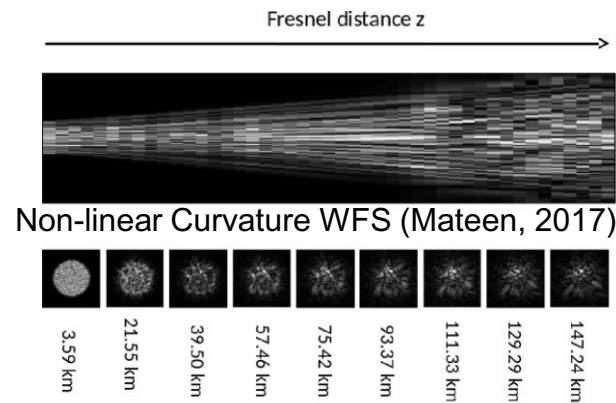 Fresnel distance z
Non-linear Curvature WFS (Mateen, 2017)
3.59 km
21.55 km
39.50 km
57.46 km
75.42 km
93.37 km
111.33 km
129.29 km
147.24 km